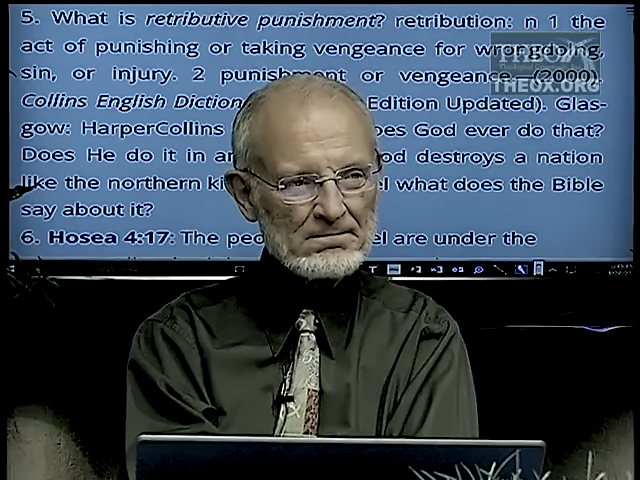 5. What is retributive punishment? retribution: n 1 the
act of punishing or taking vengeance for wrongdoing,
sin, or injury. 2 punishment or vengeance. (2000).
Collins English Diction Edition Updated). Glas-
gow: HarperCollins oes God ever do that?
Does He do it in an od destroys a nation
like the northern ki el what does the Bible
say about it?
6. Hosea 4:17: The peo el are under the
THEOX.ORG